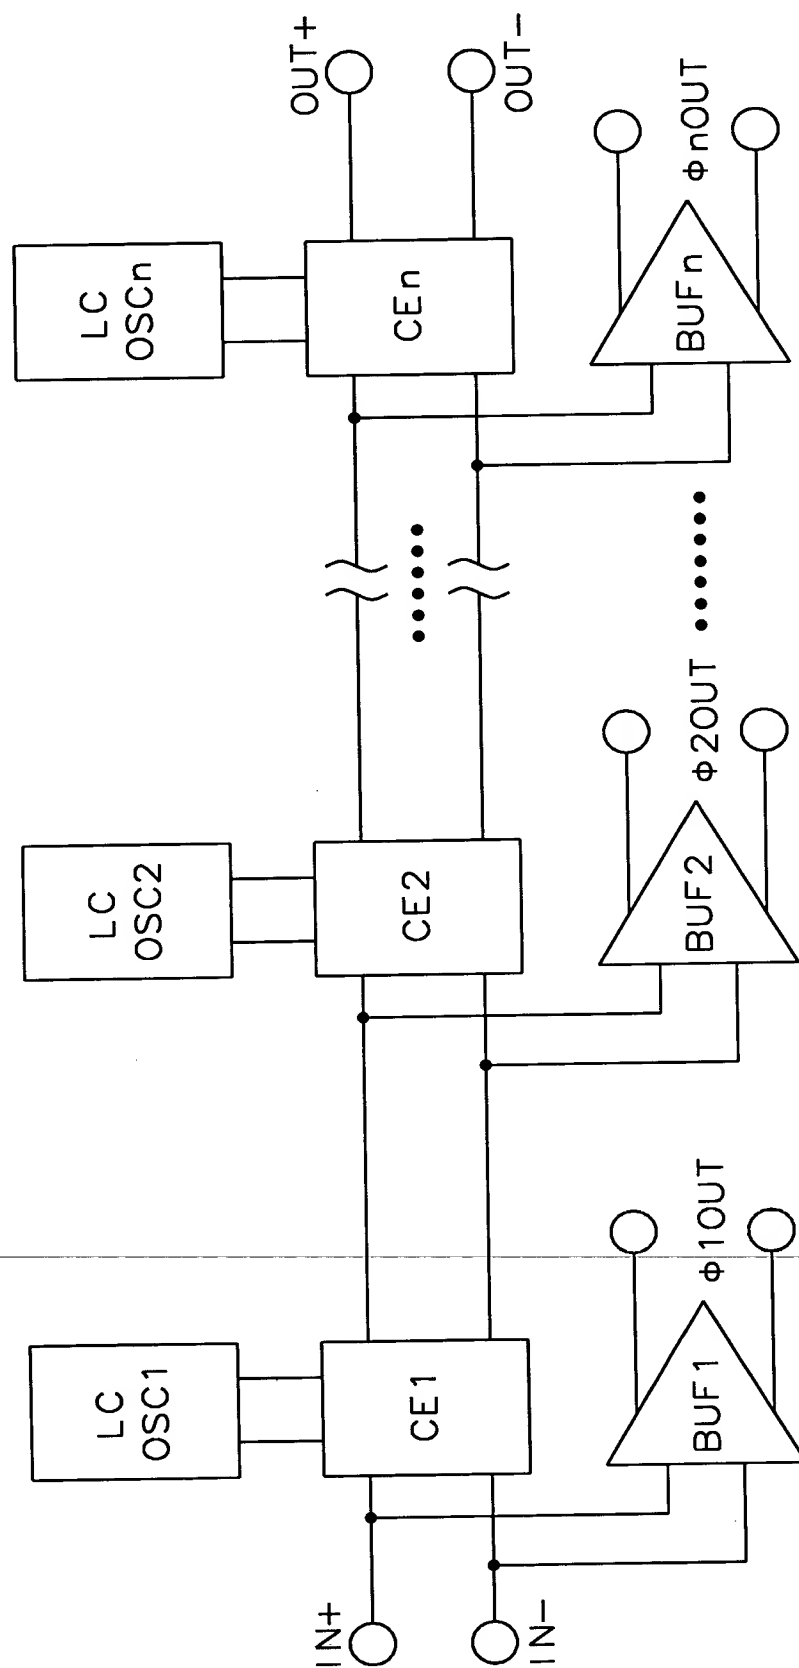 LC
OSC1
LC
OSC2
LC
OSCn
IN+
CE1
CE2
CEn
OUT+
IN-
OUT-
BUF1
Φ1OUT
BUF2
Φ2OUT
BUFn
ΦnOUT